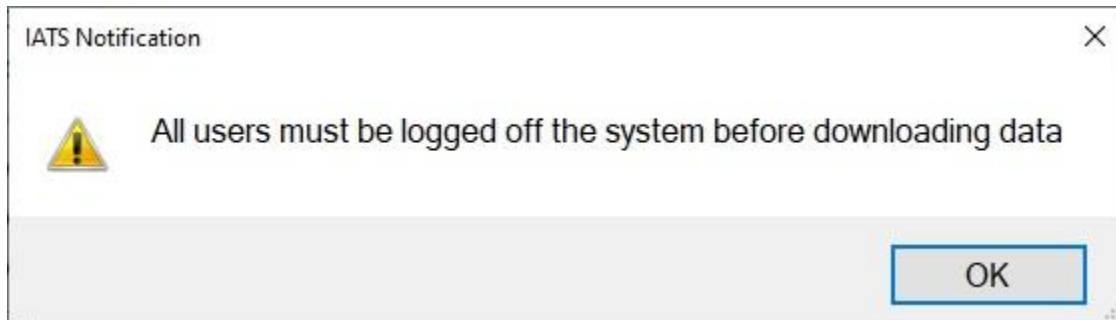 IATS Notification
All users must be logged off the system before downloading data
OK